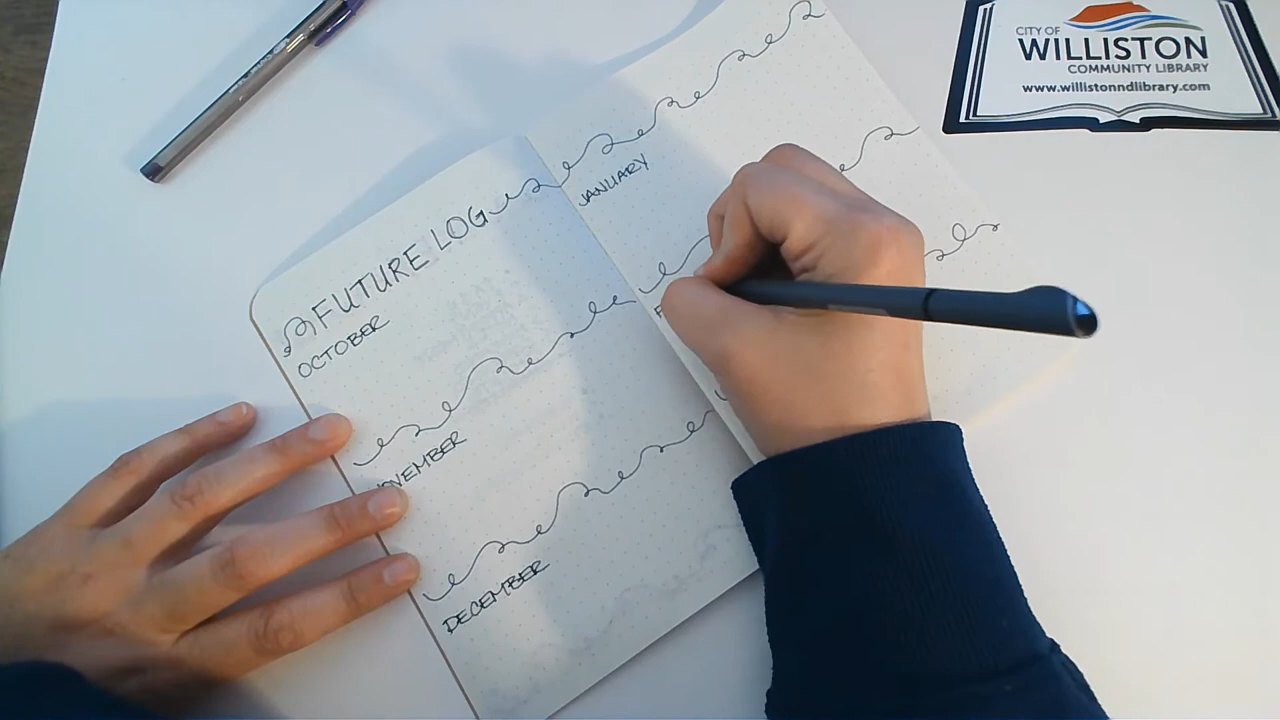 FUTURE LOG
OCTOBER
NOVEMBER
DECEMBER
JANUARY
F
CITY OF
WILLISTON
COMMUNITY LIBRARY
www.willistonndlibrary.com